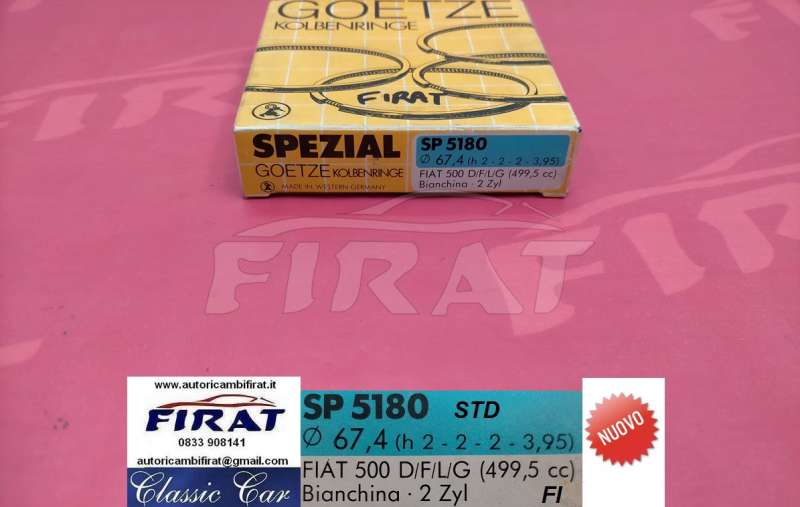 GOETZE
KOLBENRINGE
FIRAT
SPEZIAL
GOETZE KOLBENRINGE
MADE IN WESTERN GERMANY
SP 5180
Ø 67,4 (h 2 - 2 - 2 - 3,95)
FIAT 500 D/F/L/G (499,5 cc)
Bianchina · 2 Zyl
FIRAT
www.autoricambifirat.it
FIRAT
0833 908141
autoricambifirat@gmail.com
Classic Car
SP 5180 STD
Ø 67,4 (h 2 - 2 - 2 - 3,95)
FIAT 500 D/F/L/G (499,5 cc)
Bianchina · 2 Zyl FI
NUOVO